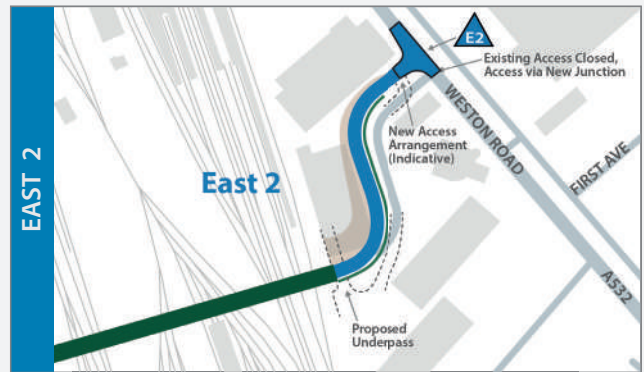 EAST 2
E2
Existing Access Closed,
Access via New Junction
WESTON ROAD
New Access
Arrangement
(Indicative)
FIRST AVE
East 2
A532
Proposed
Underpass